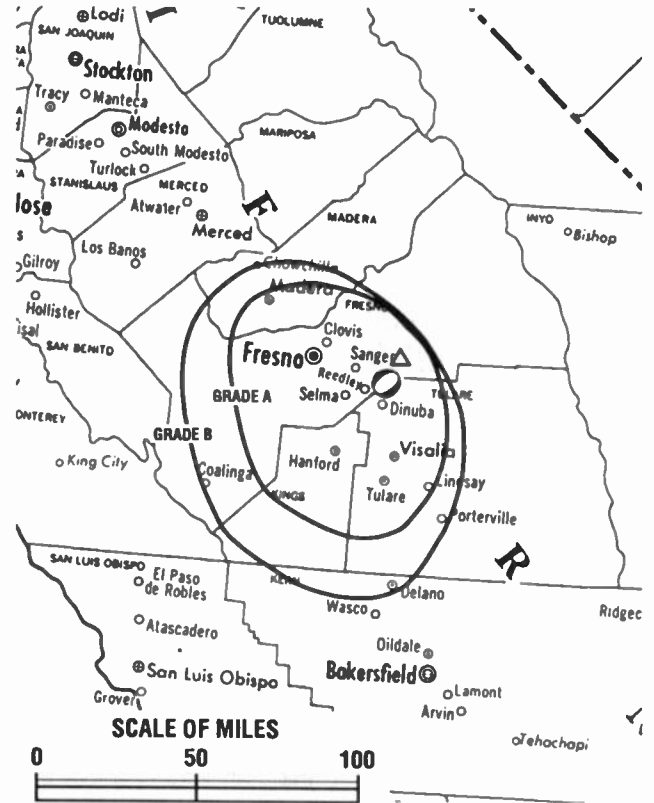 Lodi
TUOLUMNE
SAN JOAQUIN
Stockton
Tracy
Manteca
Modesto
MARIPOSA
Paradise
South Modesto
Turlock
STANISLAUS
MERCED
Atwater
F
MADERA
INYO
Bishop
Merced
Los Banos
Gilroy
Chowchilla
Madera
FRESNO
Hollister
Clovis
SAN BENITO
Fresno
Sanger
Reedley
GRADE A
Selma
TULARE
Dinuba
GRADE B
Visalia
King City
Hanford
Coalinga
Tulare
Lindsay
KINGS
Porterville
SAN LUIS OBISPO
R
El Paso
de Robles
KERN
Delano
Wasco
Ridgec
Atascadero
Oildale
San Luis Obispo
Bakersfield
Grover
Lamont
Arvin
SCALE OF MILES
Tehachapi
0 50 100